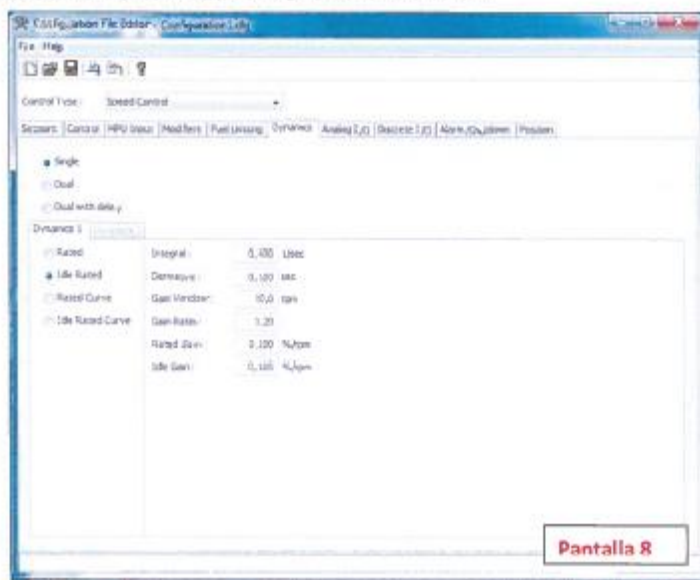 Configuration File Editor - Configuration1.cfg
File Help
Control Type: Speed Control
Setpoints Control MPU Input Modifiers Fuel Limiting Dynamics Analog I/O Discrete I/O Alarm/Shutdown Position
Single
Dual
Dual with delay
Dynamics 1
Rated
Idle Rated
Rated Curve
Idle Rated Curve
Integral: 0,400 1/sec
Derivative: 0,100 sec
Gain Window: 10,0 rpm
Gain Ratio: 1.20
Rated Gain: 0,100 %/rpm
Idle Gain: %/rpm
Pantalla 8